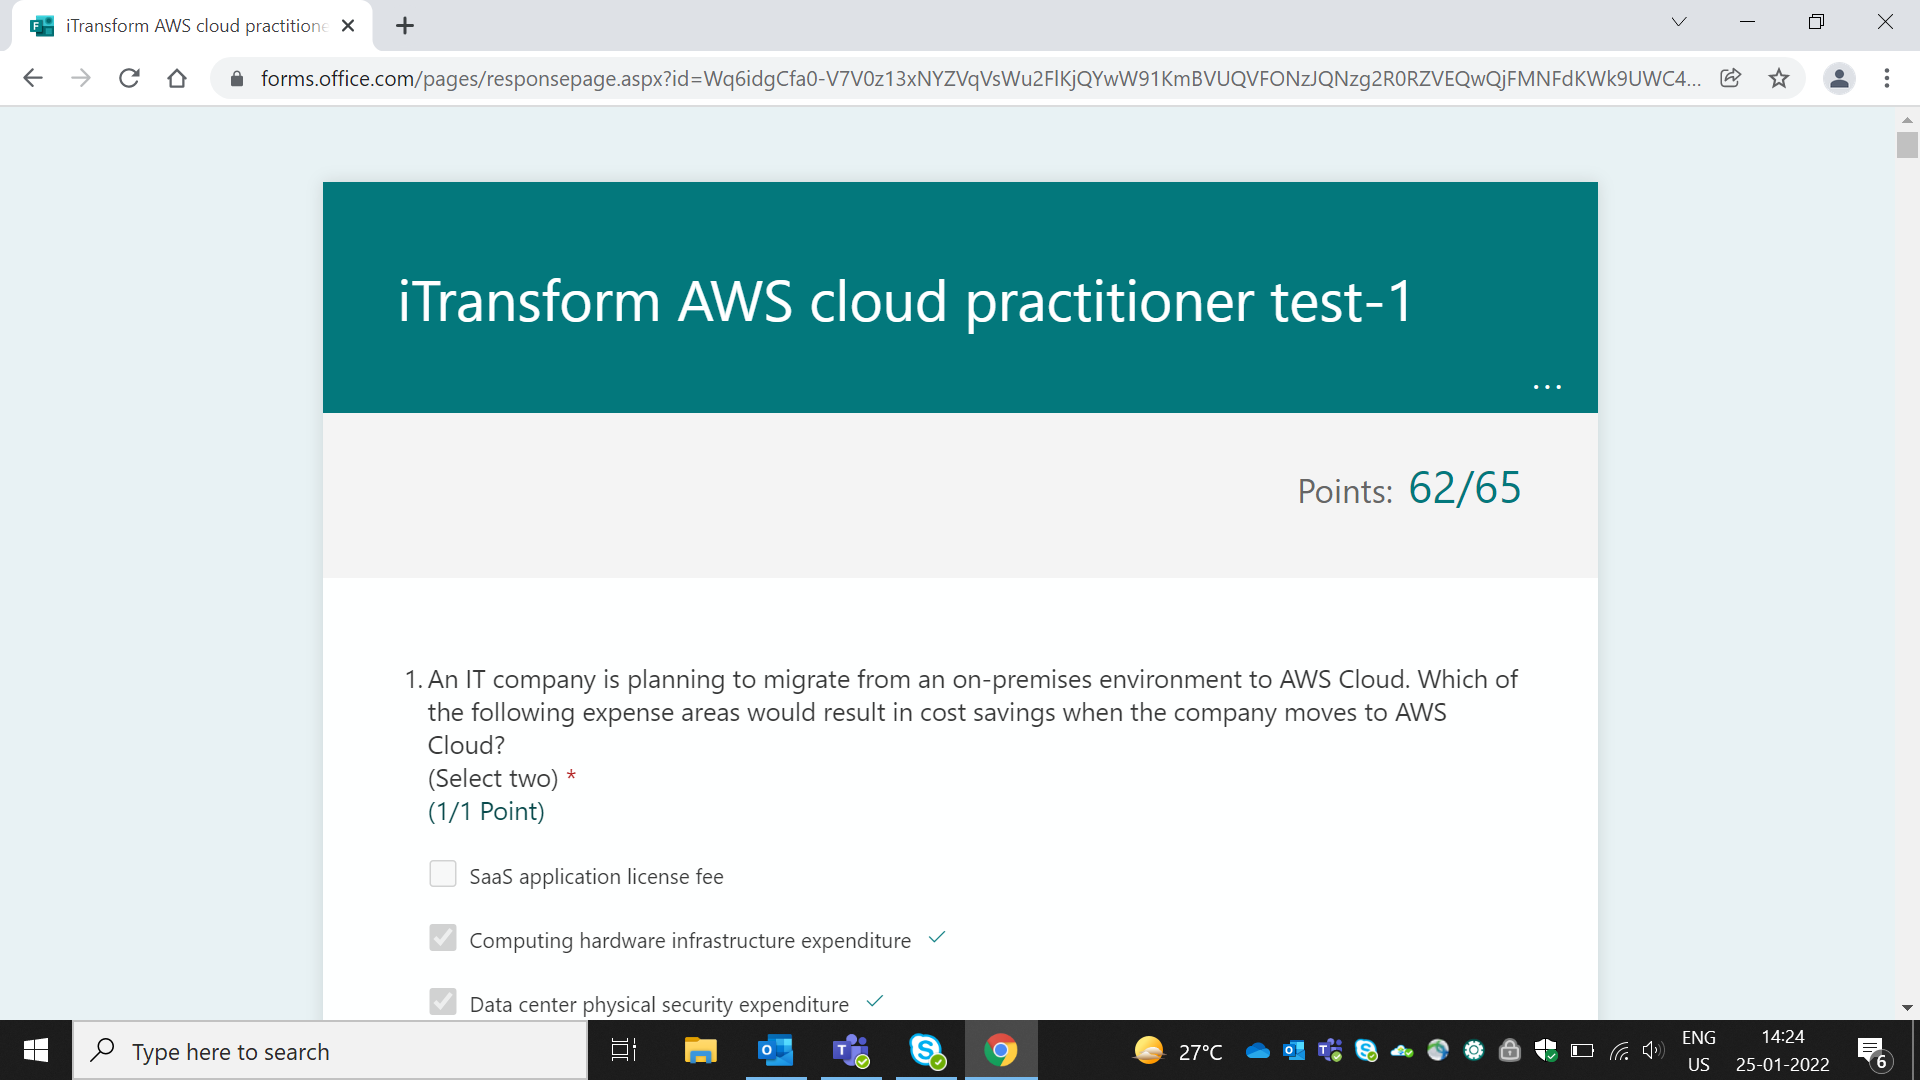 iTransform AWS cloud practitione
forms.office.com/pages/responsepage.aspx?id=Wq6idgCfa0-V7V0z13xNYZVqVsWu2FlKjQYwW91KmBVUQVFONzJQNzg2R0RZVEQwQjFMNFdKWk9UWC4...
iTransform AWS cloud practitioner test-1
...
Points: 62/65
1. An IT company is planning to migrate from an on-premises environment to AWS Cloud. Which of
the following expense areas would result in cost savings when the company moves to AWS
Cloud?
(Select two) *
(1/1 Point)
SaaS application license fee
Computing hardware infrastructure expenditure
Data center physical security expenditure
Type here to search
27°C
ENG
US
14:24
25-01-2022
6